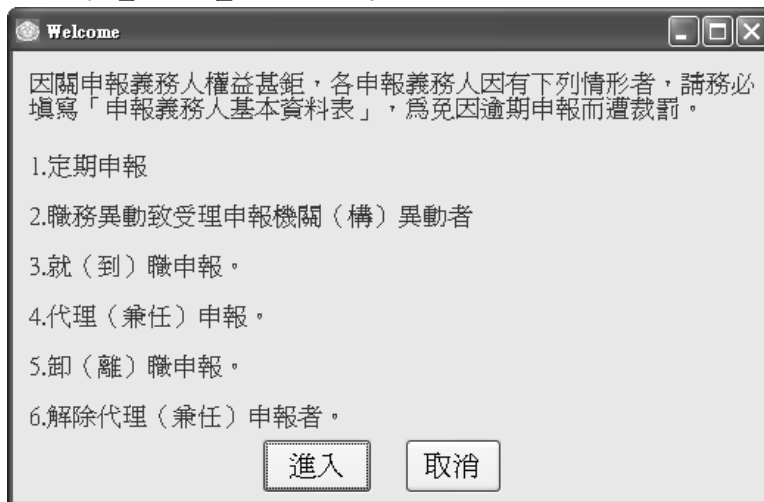 Welcome
因關申報義務人權益甚鉅，各申報義務人因有下列情形者，請務必
填寫「申報義務人基本資料表」，為免因逾期申報而遭裁罰。
1.定期申報
2.職務異動致受理申報機關（構）異動者
3.就（到）職申報。
4.代理（兼任）申報。
5.卸（離）職申報。
6.解除代理（兼任）申報者。
進入 取消